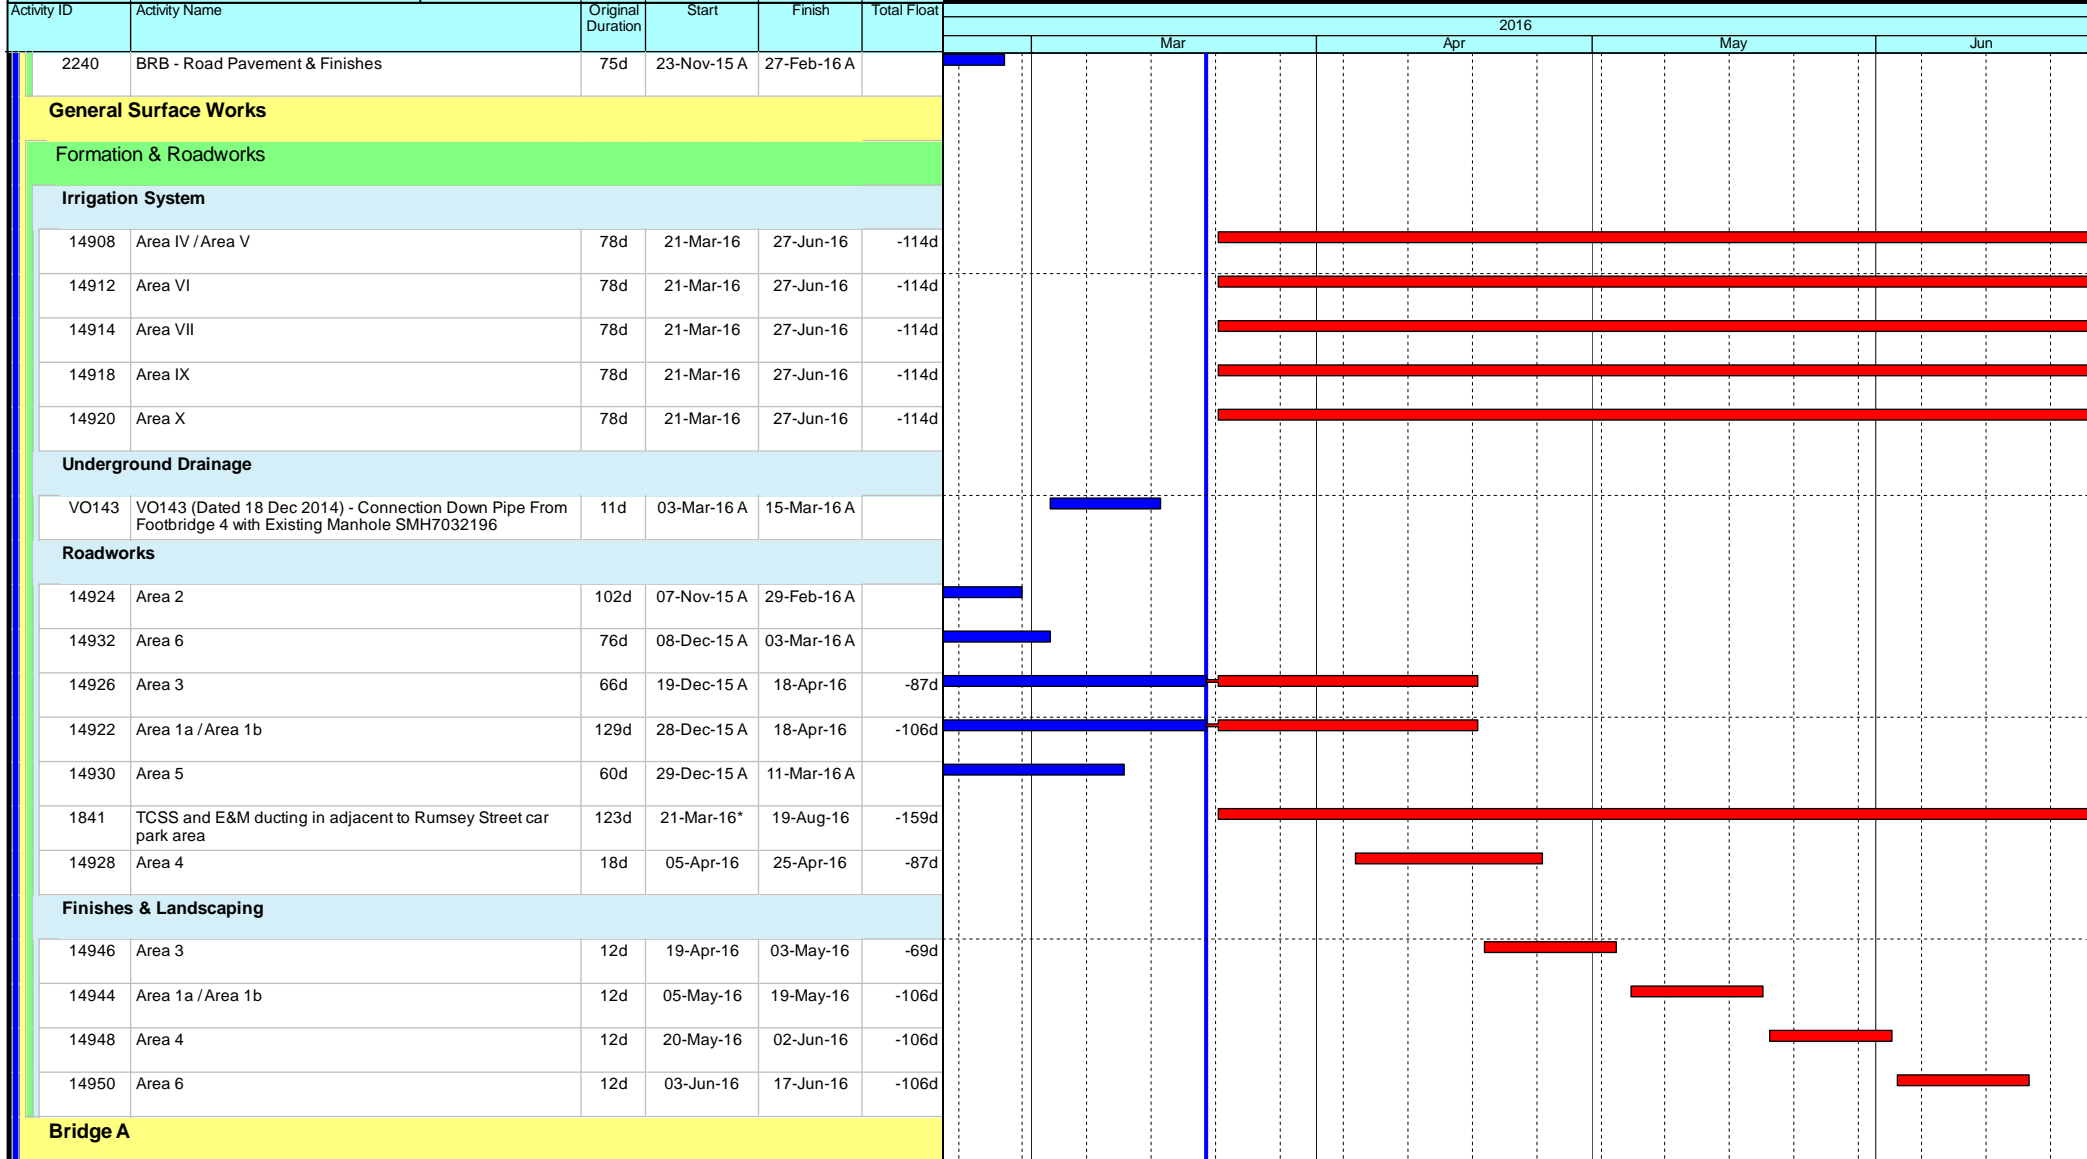 Activity ID Activity Name Original Duration Start Finish Total Float
2016
Mar Apr May Jun
2240 BRB - Road Pavement & Finishes 75d 23-Nov-15 A 27-Feb-16 A
General Surface Works
Formation & Roadworks
Irrigation System
14908 Area IV / Area V 78d 21-Mar-16 27-Jun-16 -114d
14912 Area VI 78d 21-Mar-16 27-Jun-16 -114d
14914 Area VII 78d 21-Mar-16 27-Jun-16 -114d
14918 Area IX 78d 21-Mar-16 27-Jun-16 -114d
14920 Area X 78d 21-Mar-16 27-Jun-16 -114d
Underground Drainage
VO143 VO143 (Dated 18 Dec 2014) - Connection Down Pipe From 11d 03-Mar-16 A 15-Mar-16 A
Footbridge 4 with Existing Manhole SMH7032196
Roadworks
14924 Area 2 102d 07-Nov-15 A 29-Feb-16 A
14932 Area 6 76d 08-Dec-15 A 03-Mar-16 A
14926 Area 3 66d 19-Dec-15 A 18-Apr-16 -87d
14922 Area 1a / Area 1b 129d 28-Dec-15 A 18-Apr-16 -106d
14930 Area 5 60d 29-Dec-15 A 11-Mar-16 A
1841 TCSS and E&M ducting in adjacent to Rumsey Street car 123d 21-Mar-16* 19-Aug-16 -159d
park area
14928 Area 4 18d 05-Apr-16 25-Apr-16 -87d
Finishes & Landscaping
14946 Area 3 12d 19-Apr-16 03-May-16 -69d
14944 Area 1a / Area 1b 12d 05-May-16 19-May-16 -106d
14948 Area 4 12d 20-May-16 02-Jun-16 -106d
14950 Area 6 12d 03-Jun-16 17-Jun-16 -106d
Bridge A